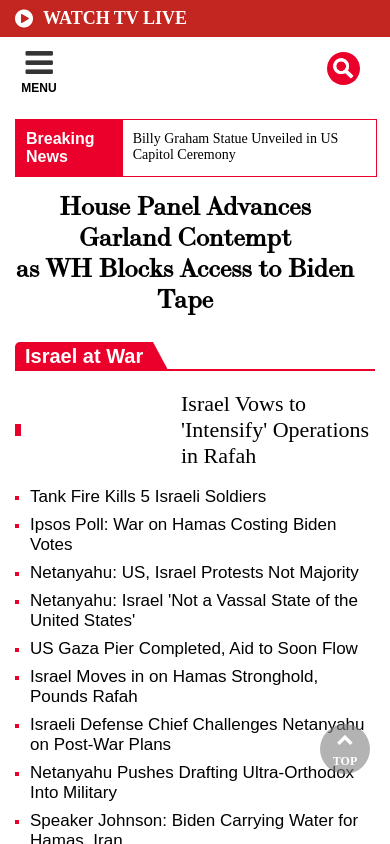 WATCH TV LIVE
MENU
Breaking
News
Billy Graham Statue Unveiled in US
Capitol Ceremony
House Panel Advances
Garland Contempt
as WH Blocks Access to Biden
Tape
Israel at War
Israel Vows to
'Intensify' Operations
in Rafah
Tank Fire Kills 5 Israeli Soldiers
Ipsos Poll: War on Hamas Costing Biden
Votes
Netanyahu: US, Israel Protests Not Majority
Netanyahu: Israel 'Not a Vassal State of the
United States'
US Gaza Pier Completed, Aid to Soon Flow
Israel Moves in on Hamas Stronghold,
Pounds Rafah
Israeli Defense Chief Challenges Netanyahu
on Post-War Plans
TOP
Netanyahu Pushes Drafting Ultra-Orthodox
Into Military
Speaker Johnson: Biden Carrying Water for
Hamas, Iran